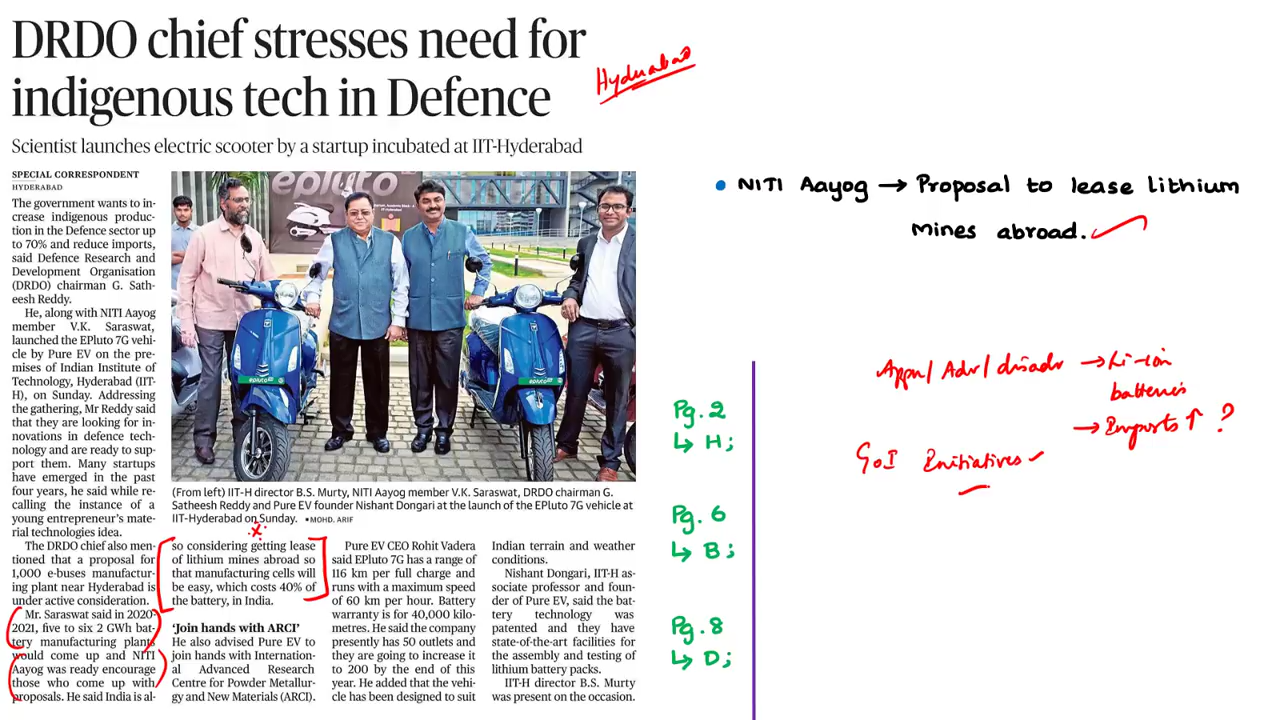 DRDO chief stresses need for
indigenous tech in Defence
Hyderabad
Scientist launches electric scooter by a startup incubated at IIT-Hyderabad
SPECIAL CORRESPONDENT
HYDERABAD
The government wants to in-
crease indigenous produc-
tion in the Defence sector up
to 70% and reduce imports,
said Defence Research and
Development Organisation
(DRDO) chairman G. Sath-
eesh Reddy.
He, along with NITI Aayog
member V.K. Saraswat,
launched the EPluto 7G vehi-
cle by Pure EV on the pre-
mises of Indian Institute of
Technology, Hyderabad (IIT-
H), on Sunday. Addressing
the gathering, Mr Reddy said
that they are looking for in-
novations in defence tech-
nology and are ready to sup-
port them. Many startups
have emerged in the past
four years, he said while re-
calling the instance of a
young entrepreneur's mate-
rial technologies idea.
The DRDO chief also men-
tioned that a proposal for
1,000 e-buses manufactur-
ing plant near Hyderabad is
under active consideration.
Mr. Saraswat said in 2020-
2021, five to six 2 GWh bat-
tery manufacturing plants
would come up and NITI
Aayog was ready encourage
those who come up with
proposals. He said India is al-
epluto
epluto 7G
epluto 7G
(From left) IIT-H director B.S. Murty, NITI Aayog member V.K. Saraswat, DRDO chairman G.
Satheesh Reddy and Pure EV founder Nishant Dongari at the launch of the EPluto 7G vehicle at
IIT-Hyderabad on Sunday. •MOHD. ARIF
so considering getting lease
of lithium mines abroad so
that manufacturing cells will
be easy, which costs 40% of
the battery, in India.
'Join hands with ARCI'
He also advised Pure EV to
join hands with Internation-
al Advanced Research
Centre for Powder Metallur-
gy and New Materials (ARCI).
Pure EV CEO Rohit Vadera
said EPluto 7G has a range of
116 km per full charge and
runs with a maximum speed
of 60 km per hour. Battery
warranty is for 40,000 kilo-
metres. He said the company
presently has 50 outlets and
they are going to increase it
to 200 by the end of this
year. He added that the vehi-
cle has been designed to suit
Indian terrain and weather
conditions.
Nishant Dongari, IIT-H as-
sociate professor and foun-
der of Pure EV, said the bat-
tery technology was
patented and they have
state-of-the-art facilities for
the assembly and testing of
lithium battery packs.
IIT-H director B.S. Murty
was present on the occasion.
• NITI Aayog → Proposal to lease Lithium
mines abroad.
Appn/ Adv/ disadv → Li-ion
batteries
→ Imports ↑ ?
GoI Initiatives
Pg. 2
↳ H;
Pg. 6
↳ B;
Pg. 8
↳ D;